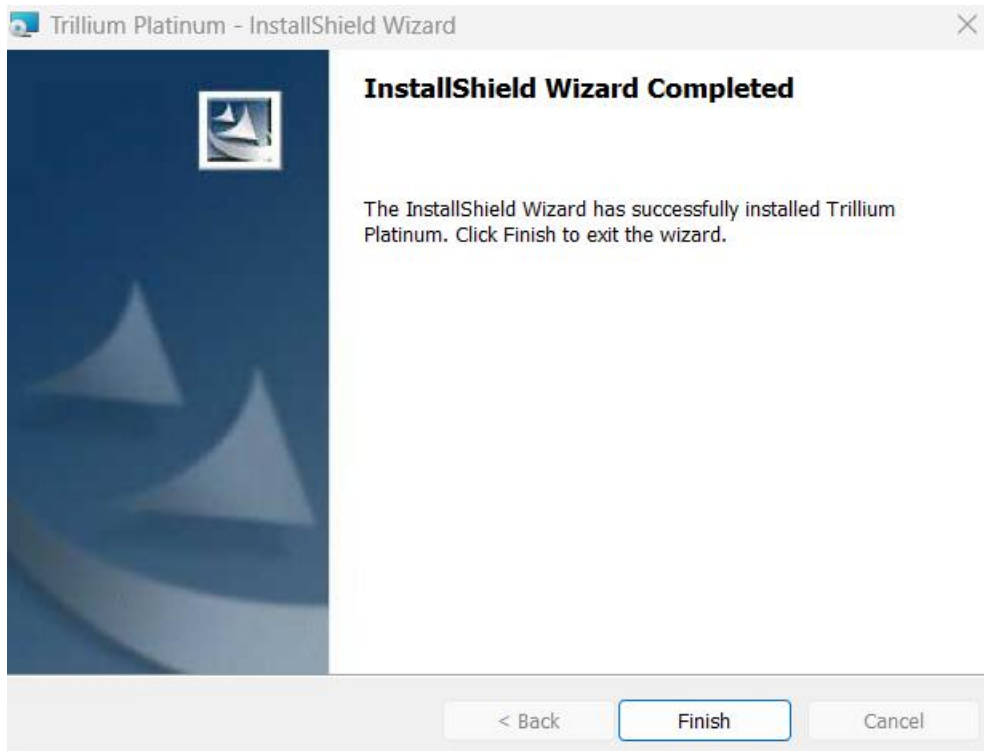 Trillium Platinum - InstallShield Wizard
InstallShield Wizard Completed
The InstallShield Wizard has successfully installed Trillium
Platinum. Click Finish to exit the wizard.
< Back
Finish
Cancel